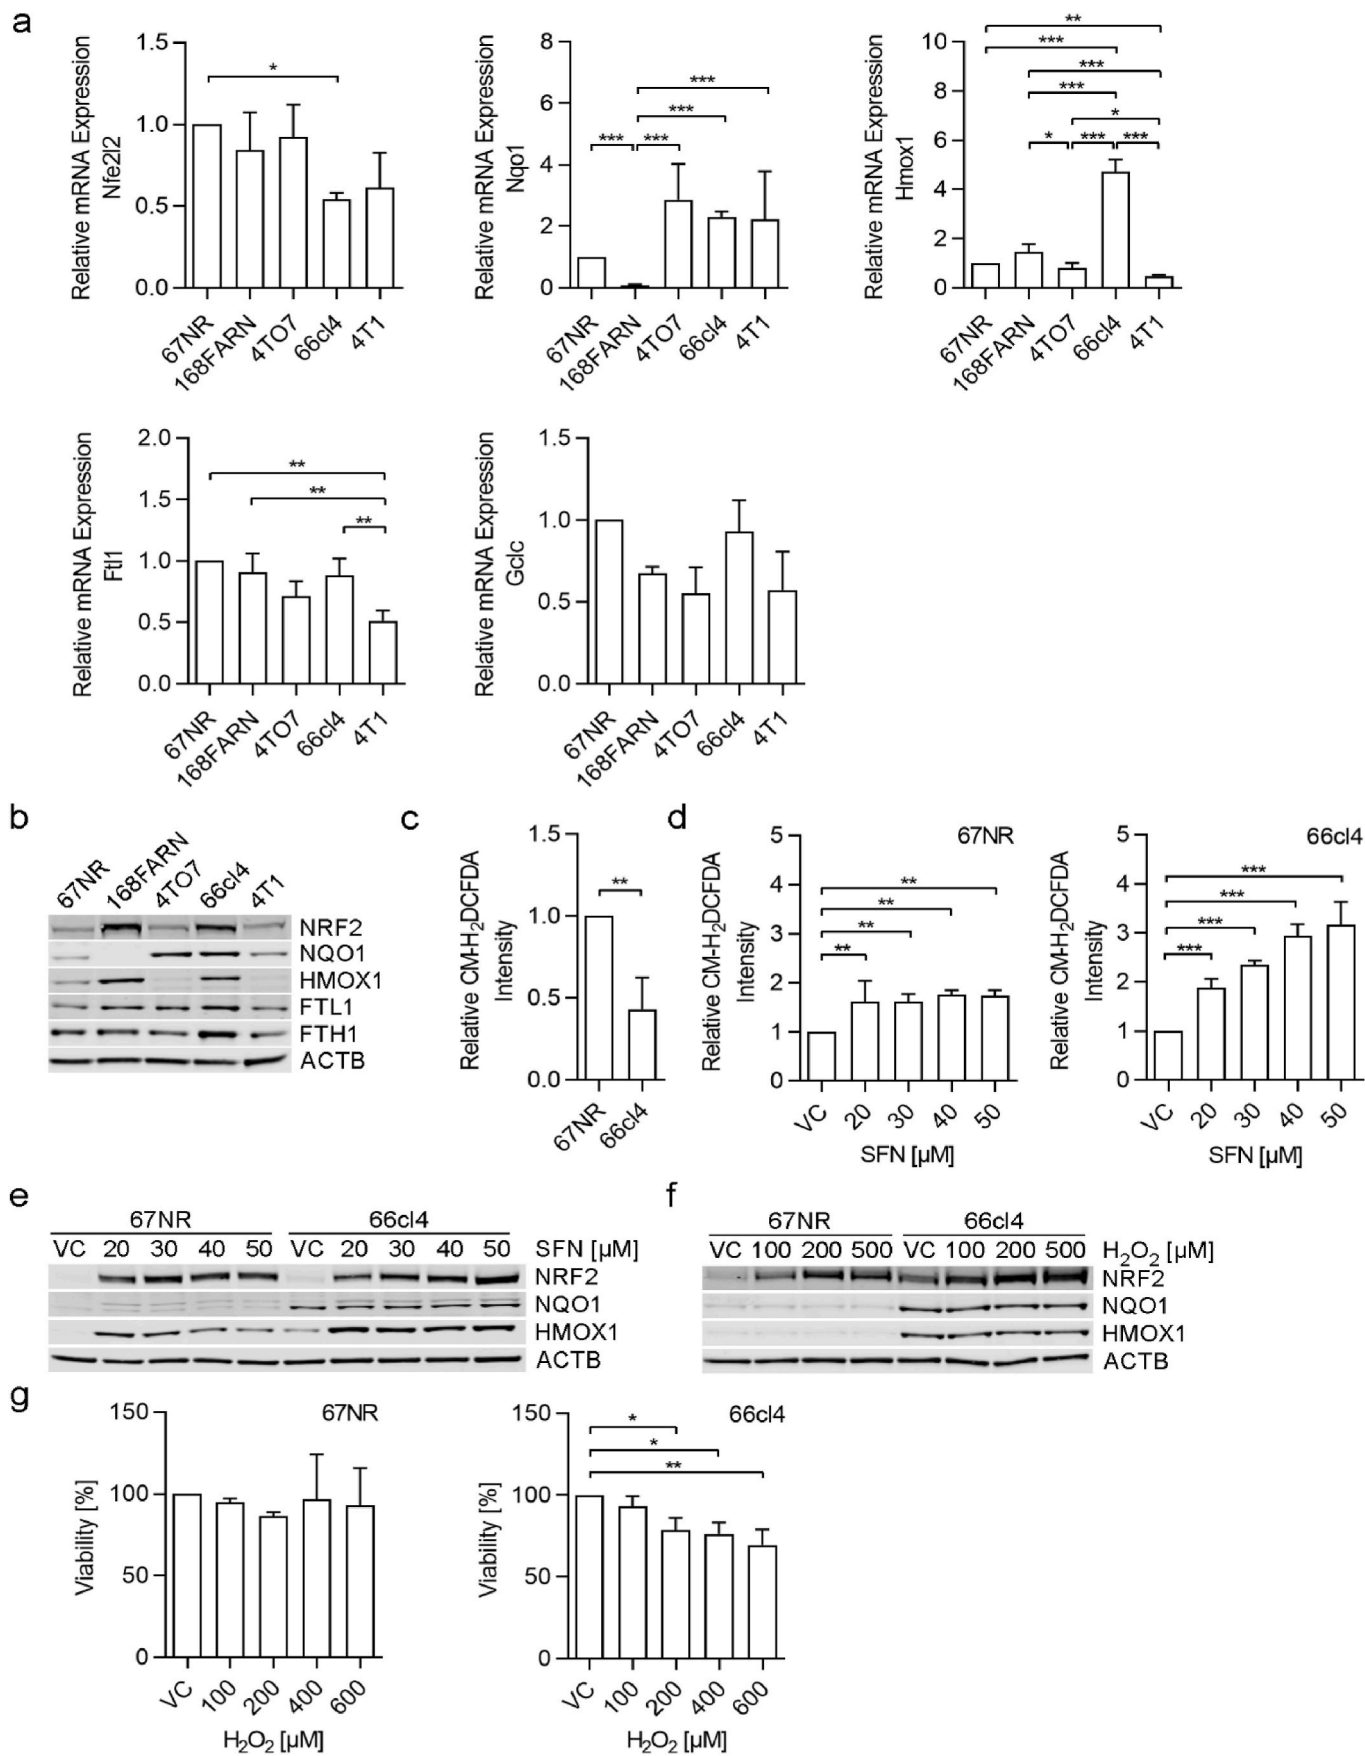 a
Relative mRNA Expression
Nfe2l2
1.5
1.0
0.5
0.0
*
67NR
168FARN
4TO7
66cl4
4T1
Relative mRNA Expression
Nqo1
8
6
4
2
0
***
***
*** ***
67NR
168FARN
4TO7
66cl4
4T1
Relative mRNA Expression
Hmox1
10
8
6
4
2
0
**
***
***
***
*
* *** ***
67NR
168FARN
4TO7
66cl4
4T1
Relative mRNA Expression
Ftl1
2.0
1.5
1.0
0.5
0.0
**
**
**
67NR
168FARN
4TO7
66cl4
4T1
Relative mRNA Expression
Gclc
1.5
1.0
0.5
0.0
67NR
168FARN
4TO7
66cl4
4T1
b
67NR
168FARN
4TO7
66cl4
4T1
NRF2
NQO1
HMOX1
FTL1
FTH1
ACTB
c
Relative CM-H₂DCFDA
Intensity
1.5
1.0
0.5
0.0
**
67NR
66cl4
d
67NR
Relative CM-H₂DCFDA
Intensity
5
4
3
2
1
0
**
**
**
**
VC
20
30
40
50
SFN [µM]
66cl4
Relative CM-H₂DCFDA
Intensity
5
4
3
2
1
0
***
***
***
***
VC
20
30
40
50
SFN [µM]
e
67NR 66cl4
VC 20 30 40 50 VC 20 30 40 50 SFN [µM]
NRF2
NQO1
HMOX1
ACTB
f
67NR 66cl4
VC 100 200 500 VC 100 200 500 H₂O₂ [µM]
NRF2
NQO1
HMOX1
ACTB
g
67NR
Viability [%]
150
100
50
0
VC
100
200
400
600
H₂O₂ [µM]
66cl4
Viability [%]
150
100
50
0
*
*
**
VC
100
200
400
600
H₂O₂ [µM]